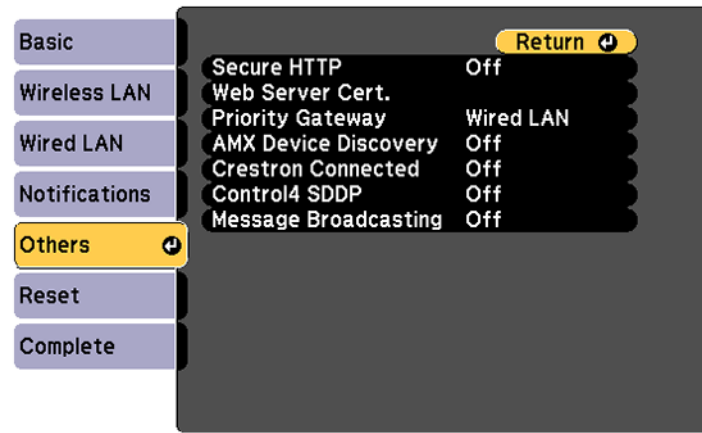 Basic
Wireless LAN
Wired LAN
Notifications
Others
Reset
Complete
Return
Secure HTTP Off
Web Server Cert.
Priority Gateway Wired LAN
AMX Device Discovery Off
Crestron Connected Off
Control4 SDDP Off
Message Broadcasting Off